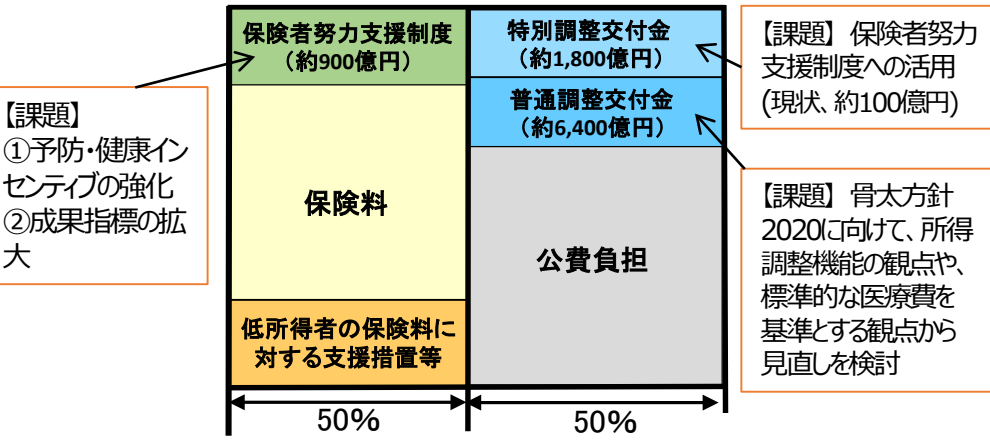 【課題】
①予防・健康イン
センティブの強化
②成果指標の拡
大
保険者努力支援制度
（約900億円）
保険料
低所得者の保険料に
対する支援措置等
50%
特別調整交付金
（約1,800億円）
普通調整交付金
（約6,400億円）
公費負担
50%
【課題】 保険者努力
支援制度への活用
(現状、約100億円)
【課題】 骨太方針
2020に向けて、所得
調整機能の観点や、
標準的な医療費を
基準とする観点から
見直しを検討